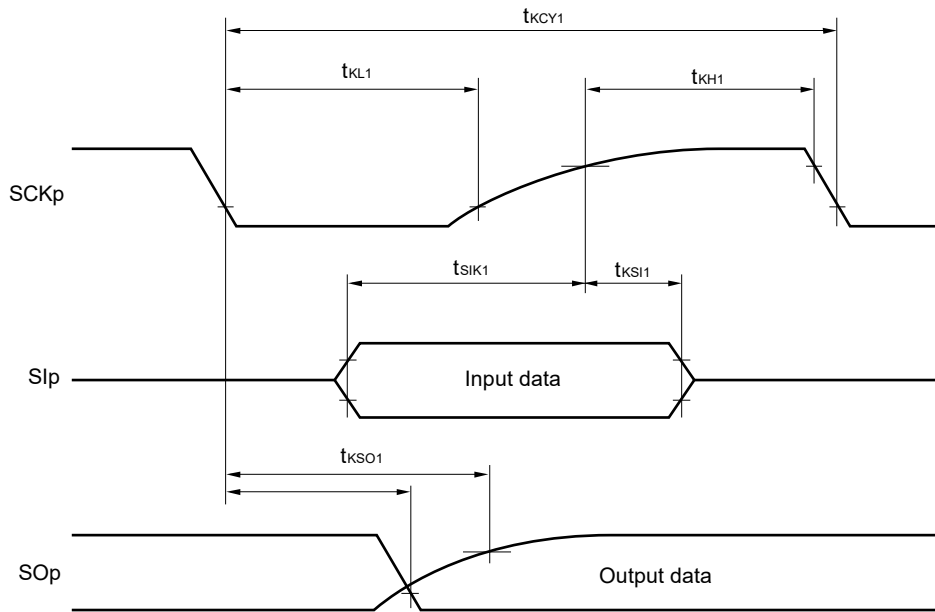 tKCY1
tKL1
tKH1
SCKp
tSIK1
tKSI1
SIp
Input data
tKSO1
SOp
Output data